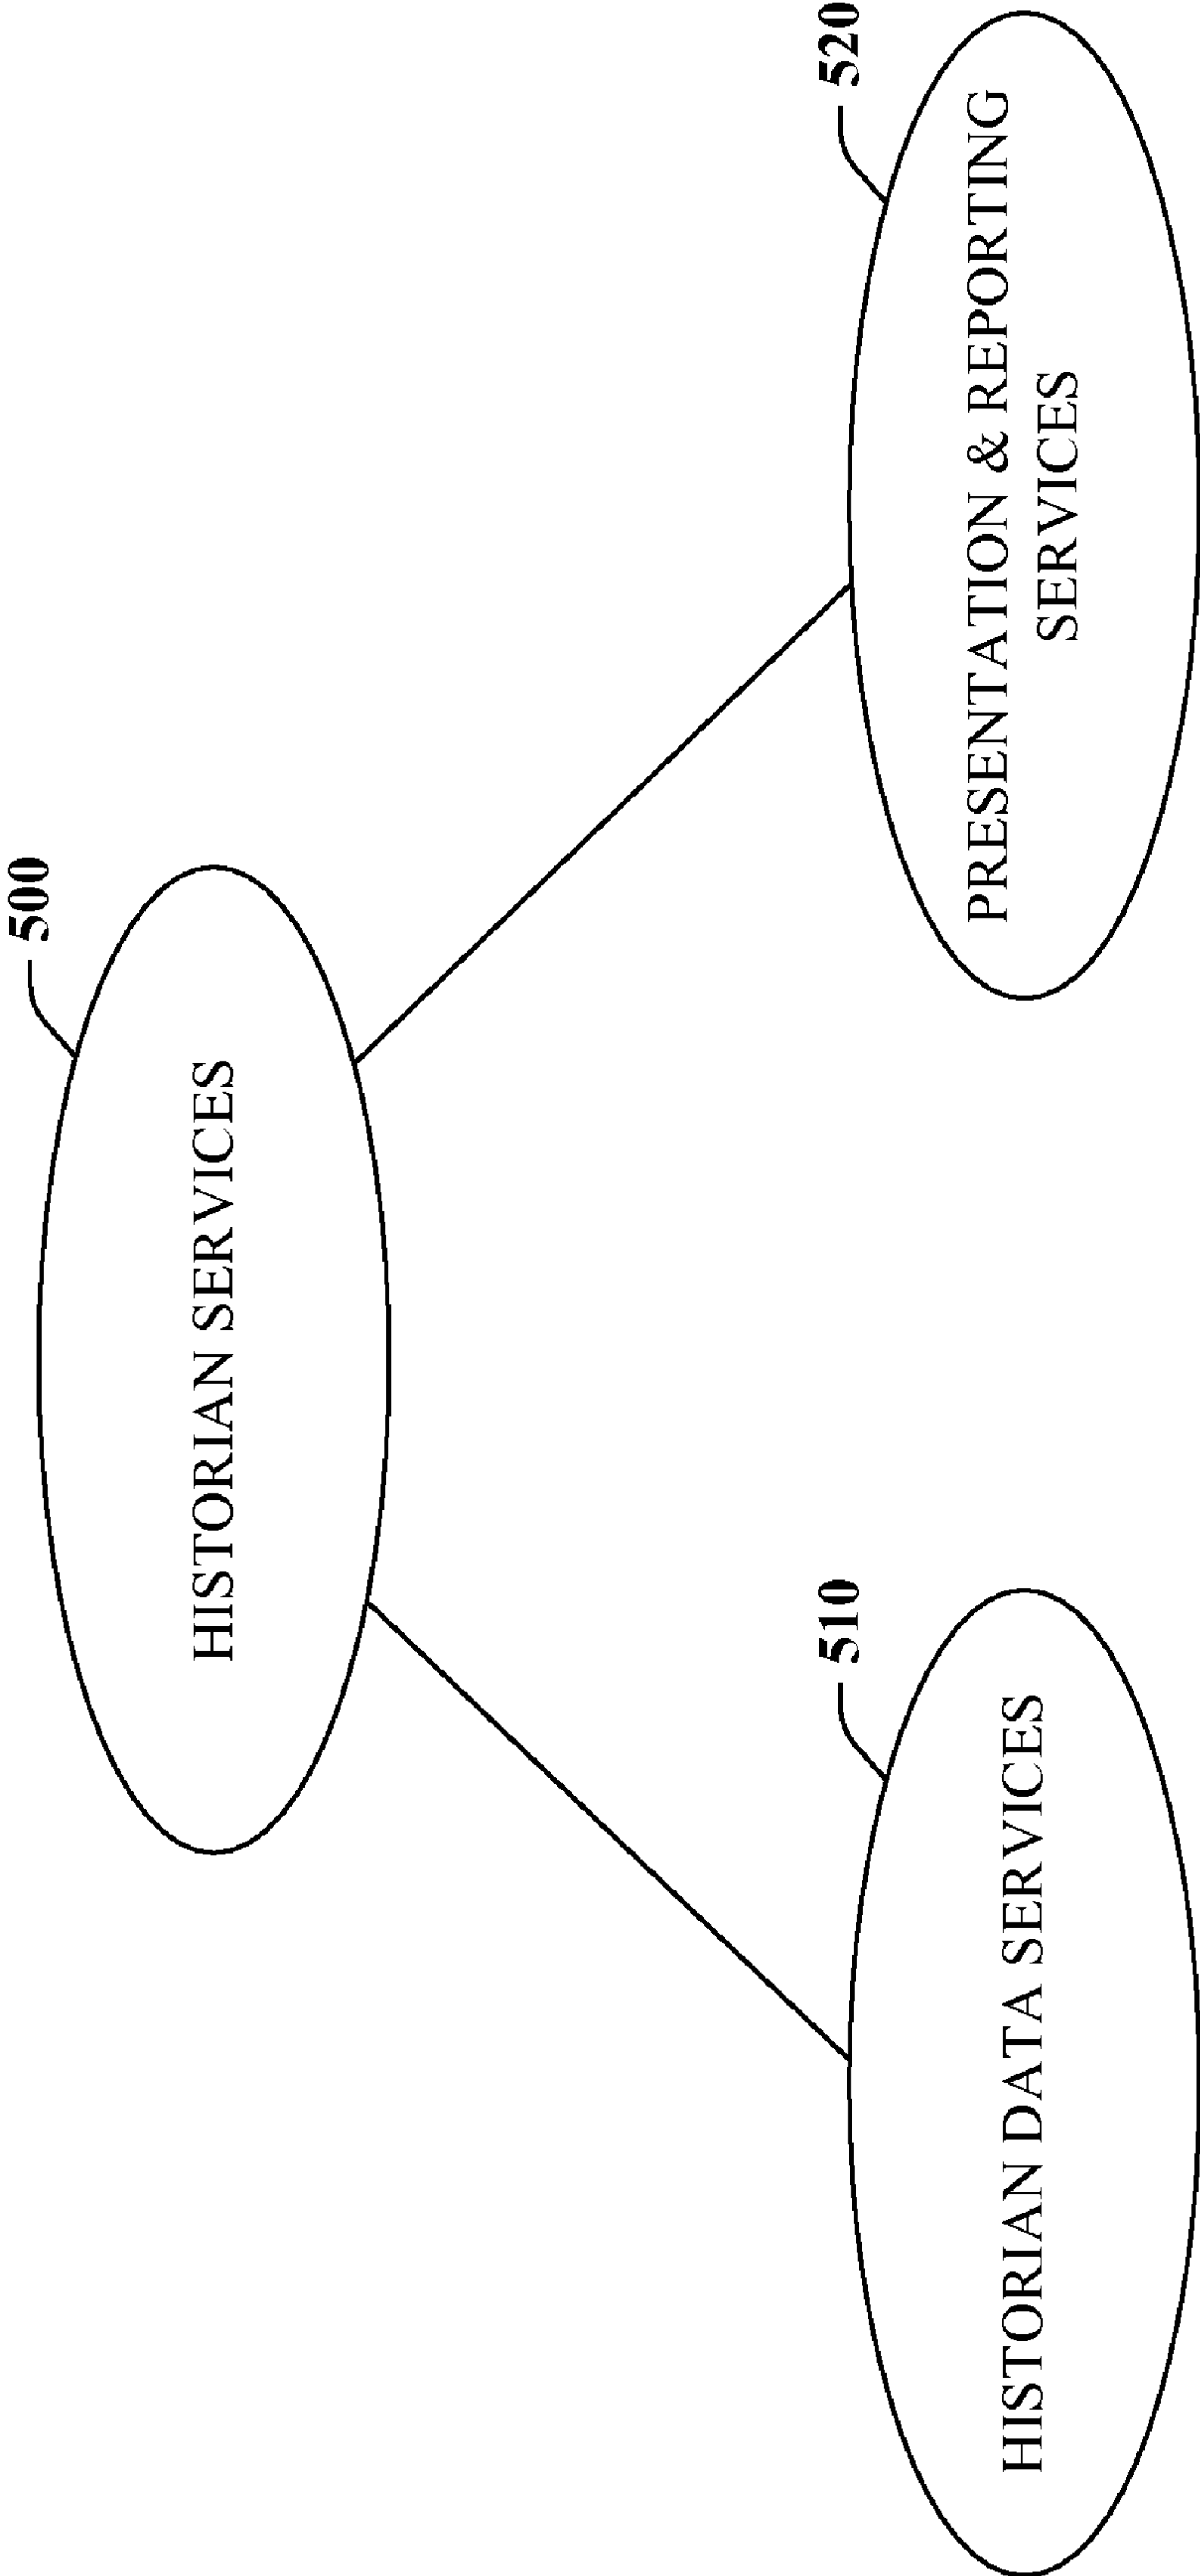 500
HISTORIAN SERVICES
510
HISTORIAN DATA SERVICES
520
PRESENTATION & REPORTING
SERVICES